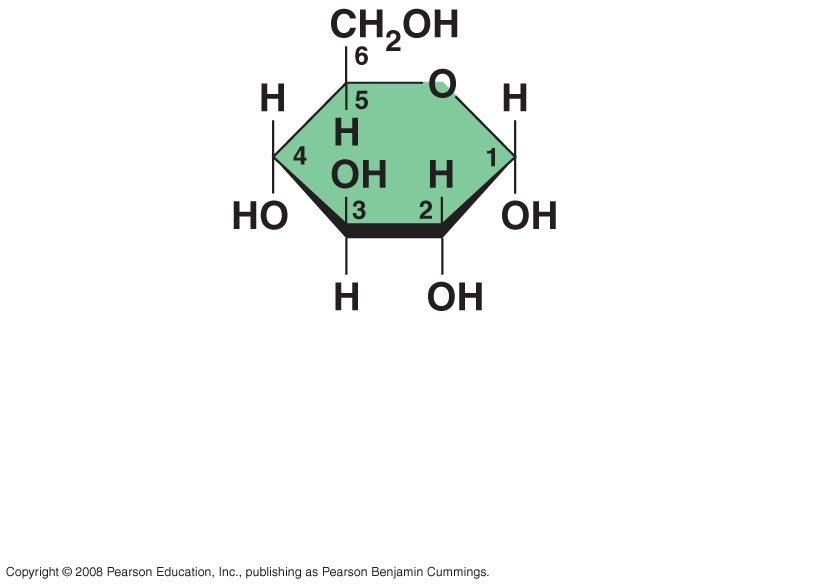 CH2OH
6
H
5
O
H
H
4
OH
H
1
HO
3
2
OH
H
OH
Copyright © 2008 Pearson Education, Inc., publishing as Pearson Benjamin Cummings.